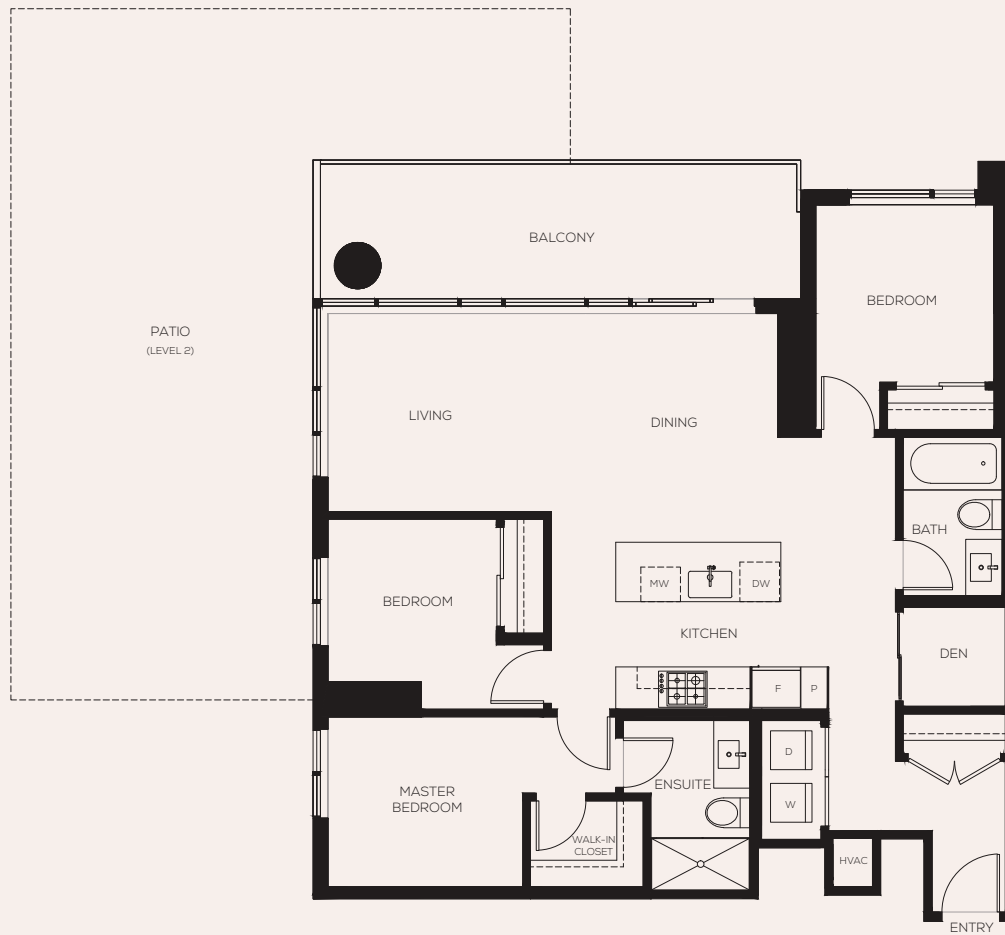 BALCONY
BEDROOM
PATIO
(LEVEL 2)
LIVING
DINING
BATH
MW
DW
BEDROOM
KITCHEN
DEN
F
P
D
ENSUITE
MASTER
BEDROOM
W
WALK-IN
CLOSET
HVAC
ENTRY